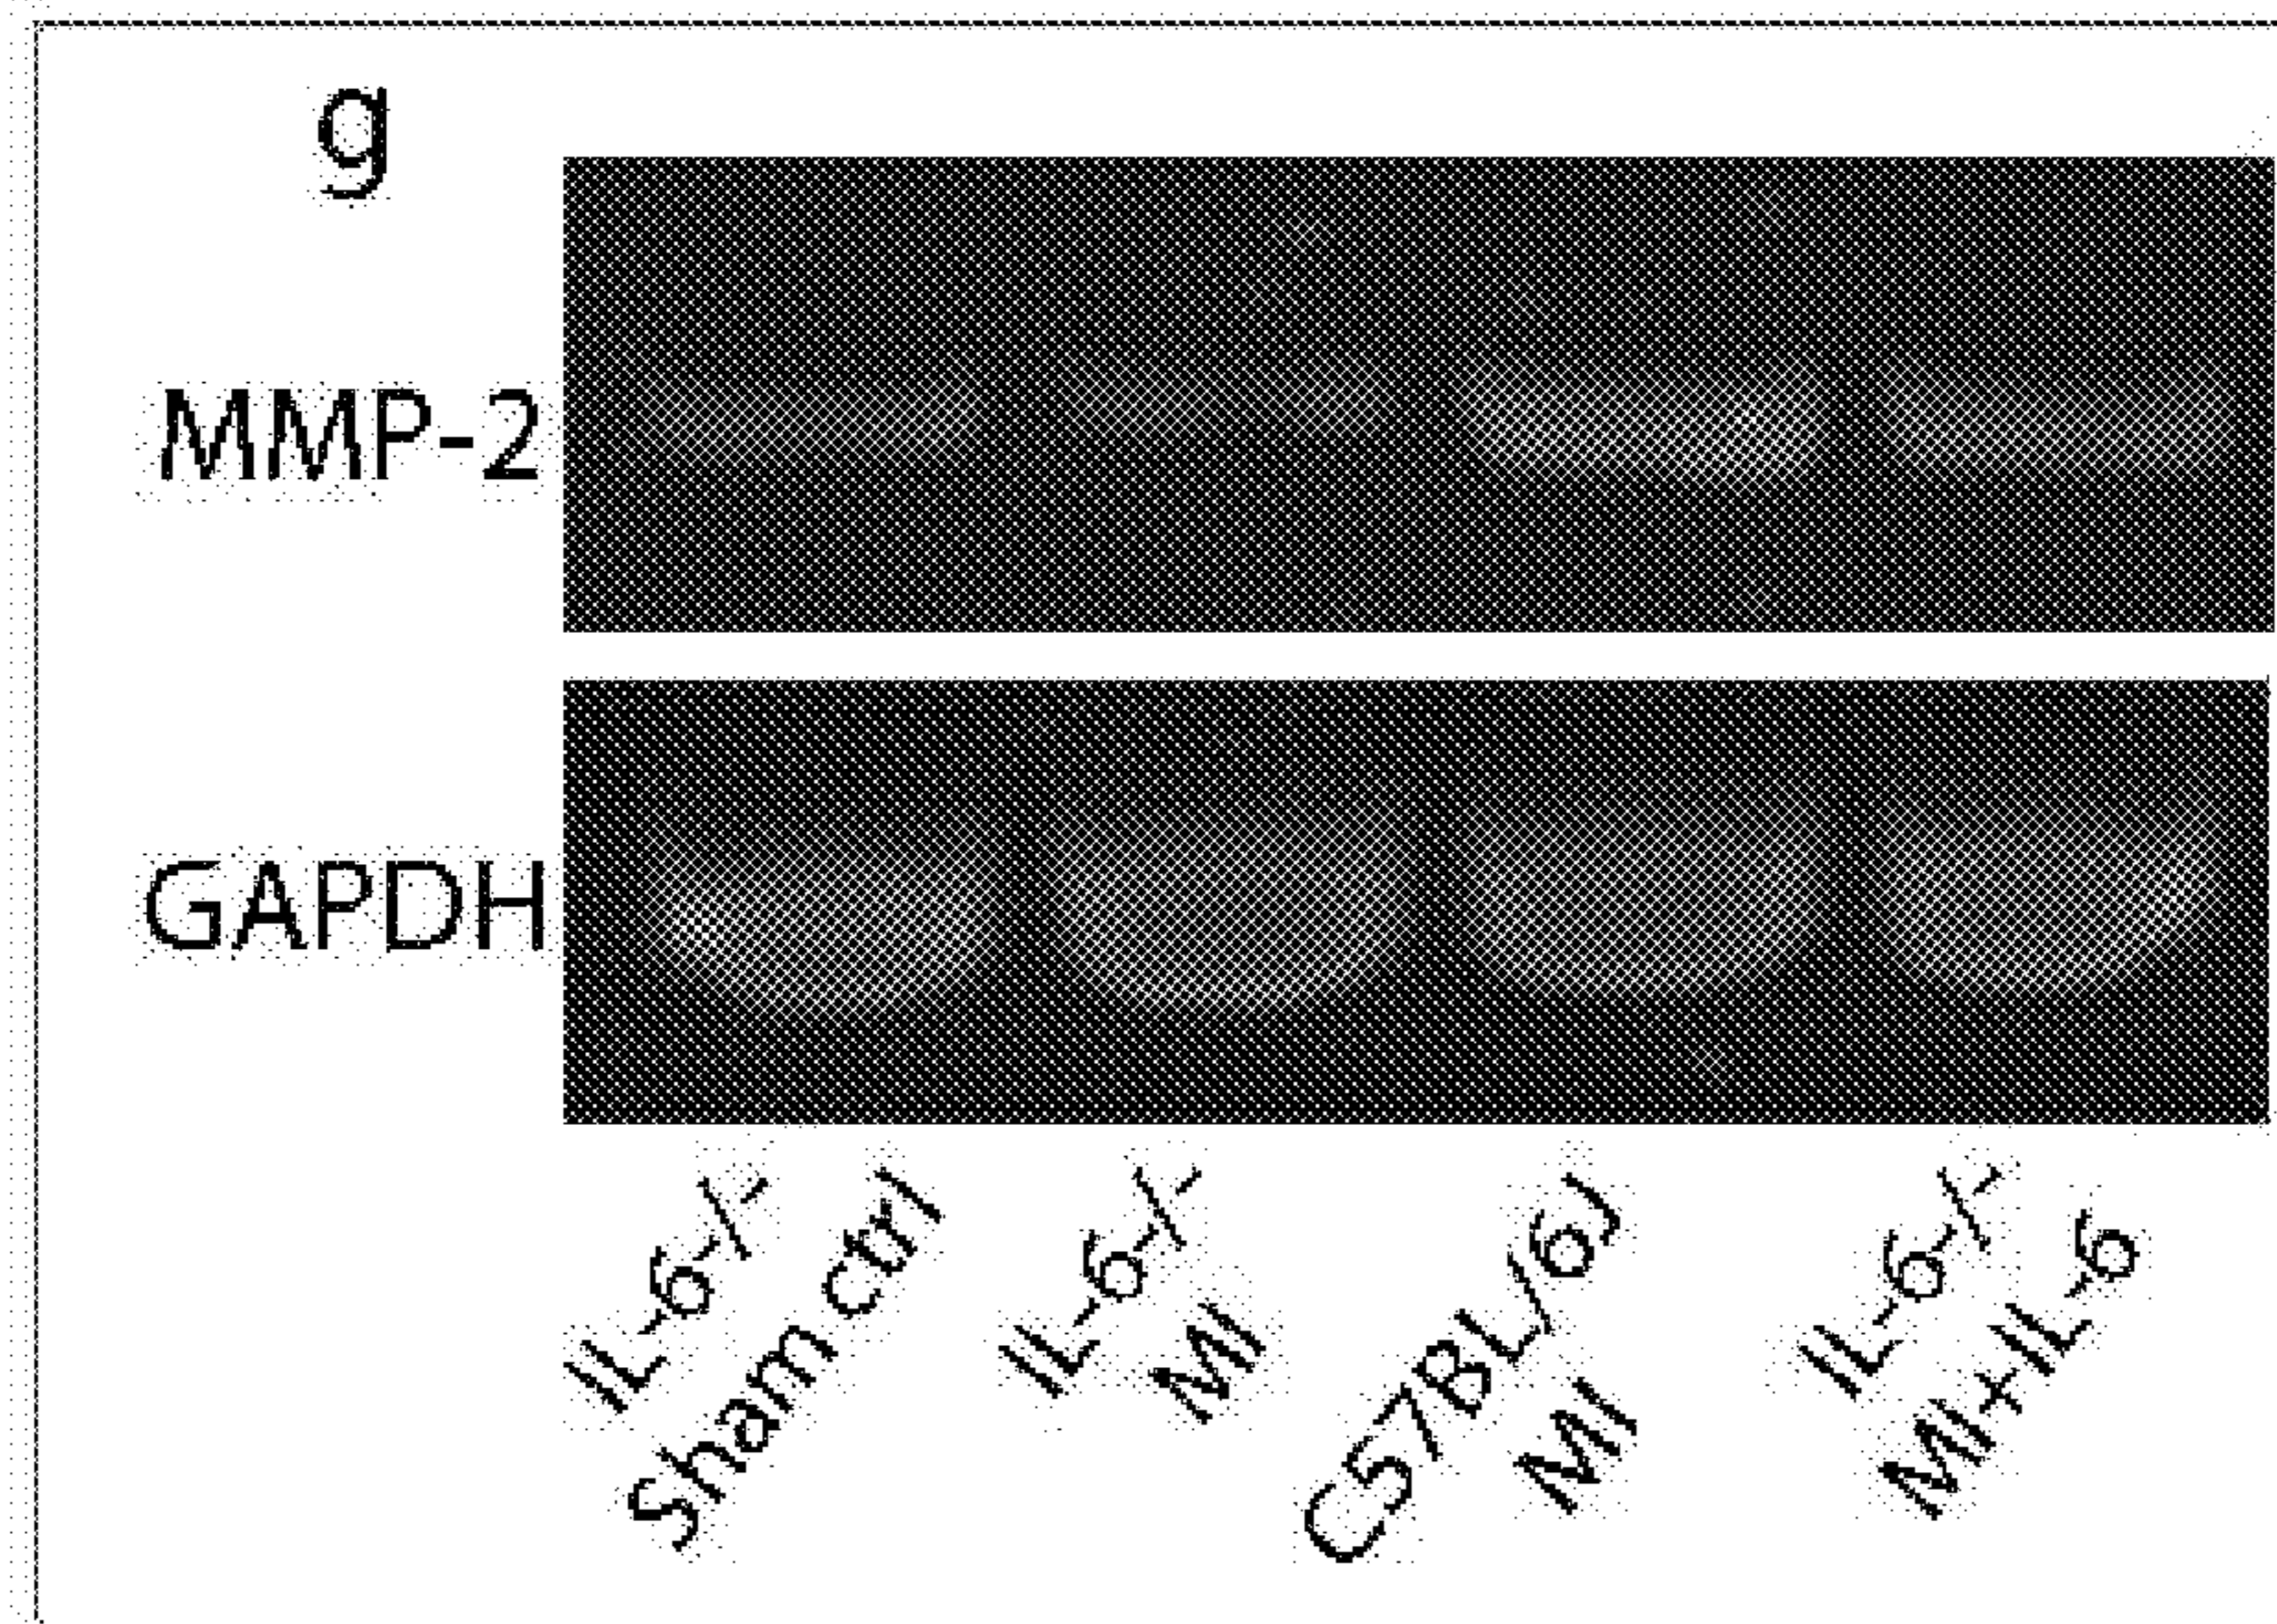 g
MMP-2
GAPDH
IL-6-/-
Sham ctrl
IL-6-/-
MI
C57BL/6J
MI
IL-6-/-
MI+IL-6